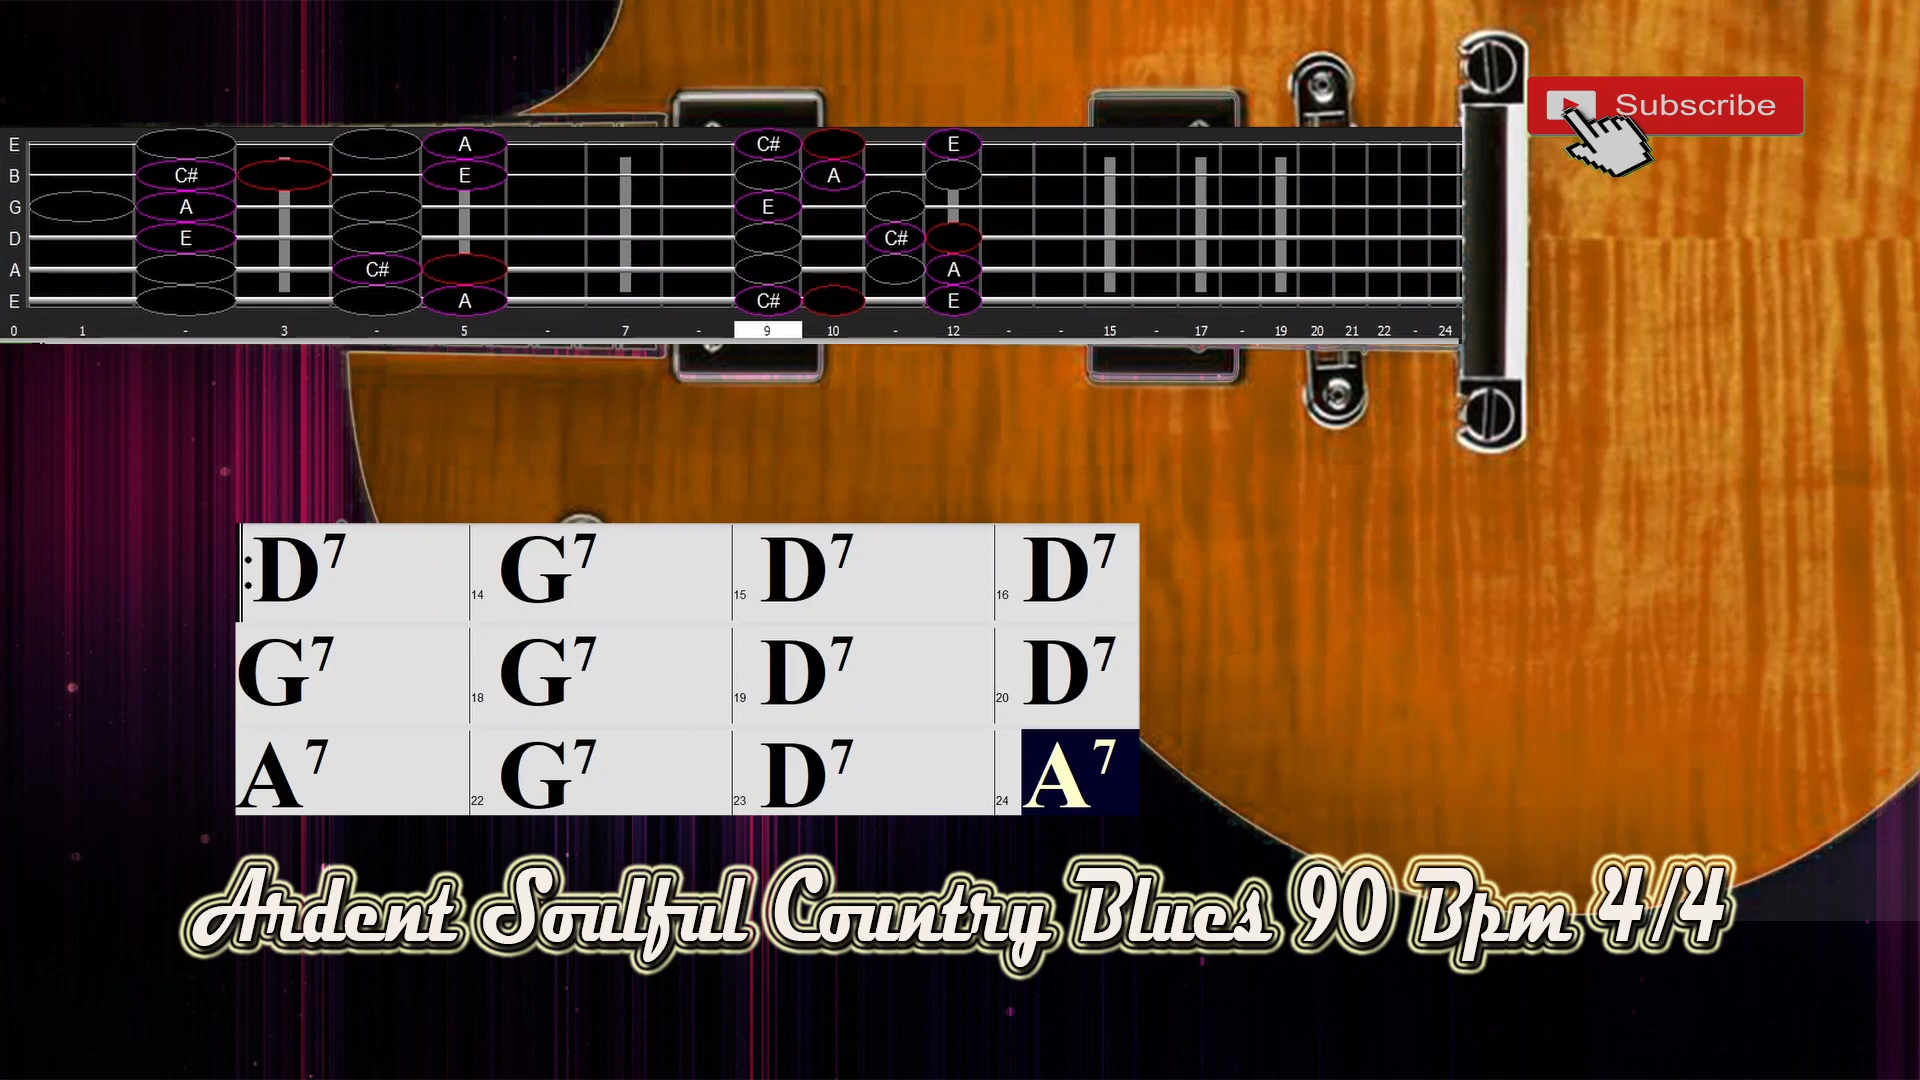 Subscribe
E A C# E
B C# E A
G A E
D E C#
A C# A
E A C# E
0 1 - 3 - 5 - 7 - 9 10 - 12 - - 15 - 17 - 19 20 21 22 - 24
D7 14 G7 15 D7 16 D7
G7 18 G7 19 D7 20 D7
A7 22 G7 23 D7 24 A7
Ardent Soulful Country Blues 90 Bpm 4/4